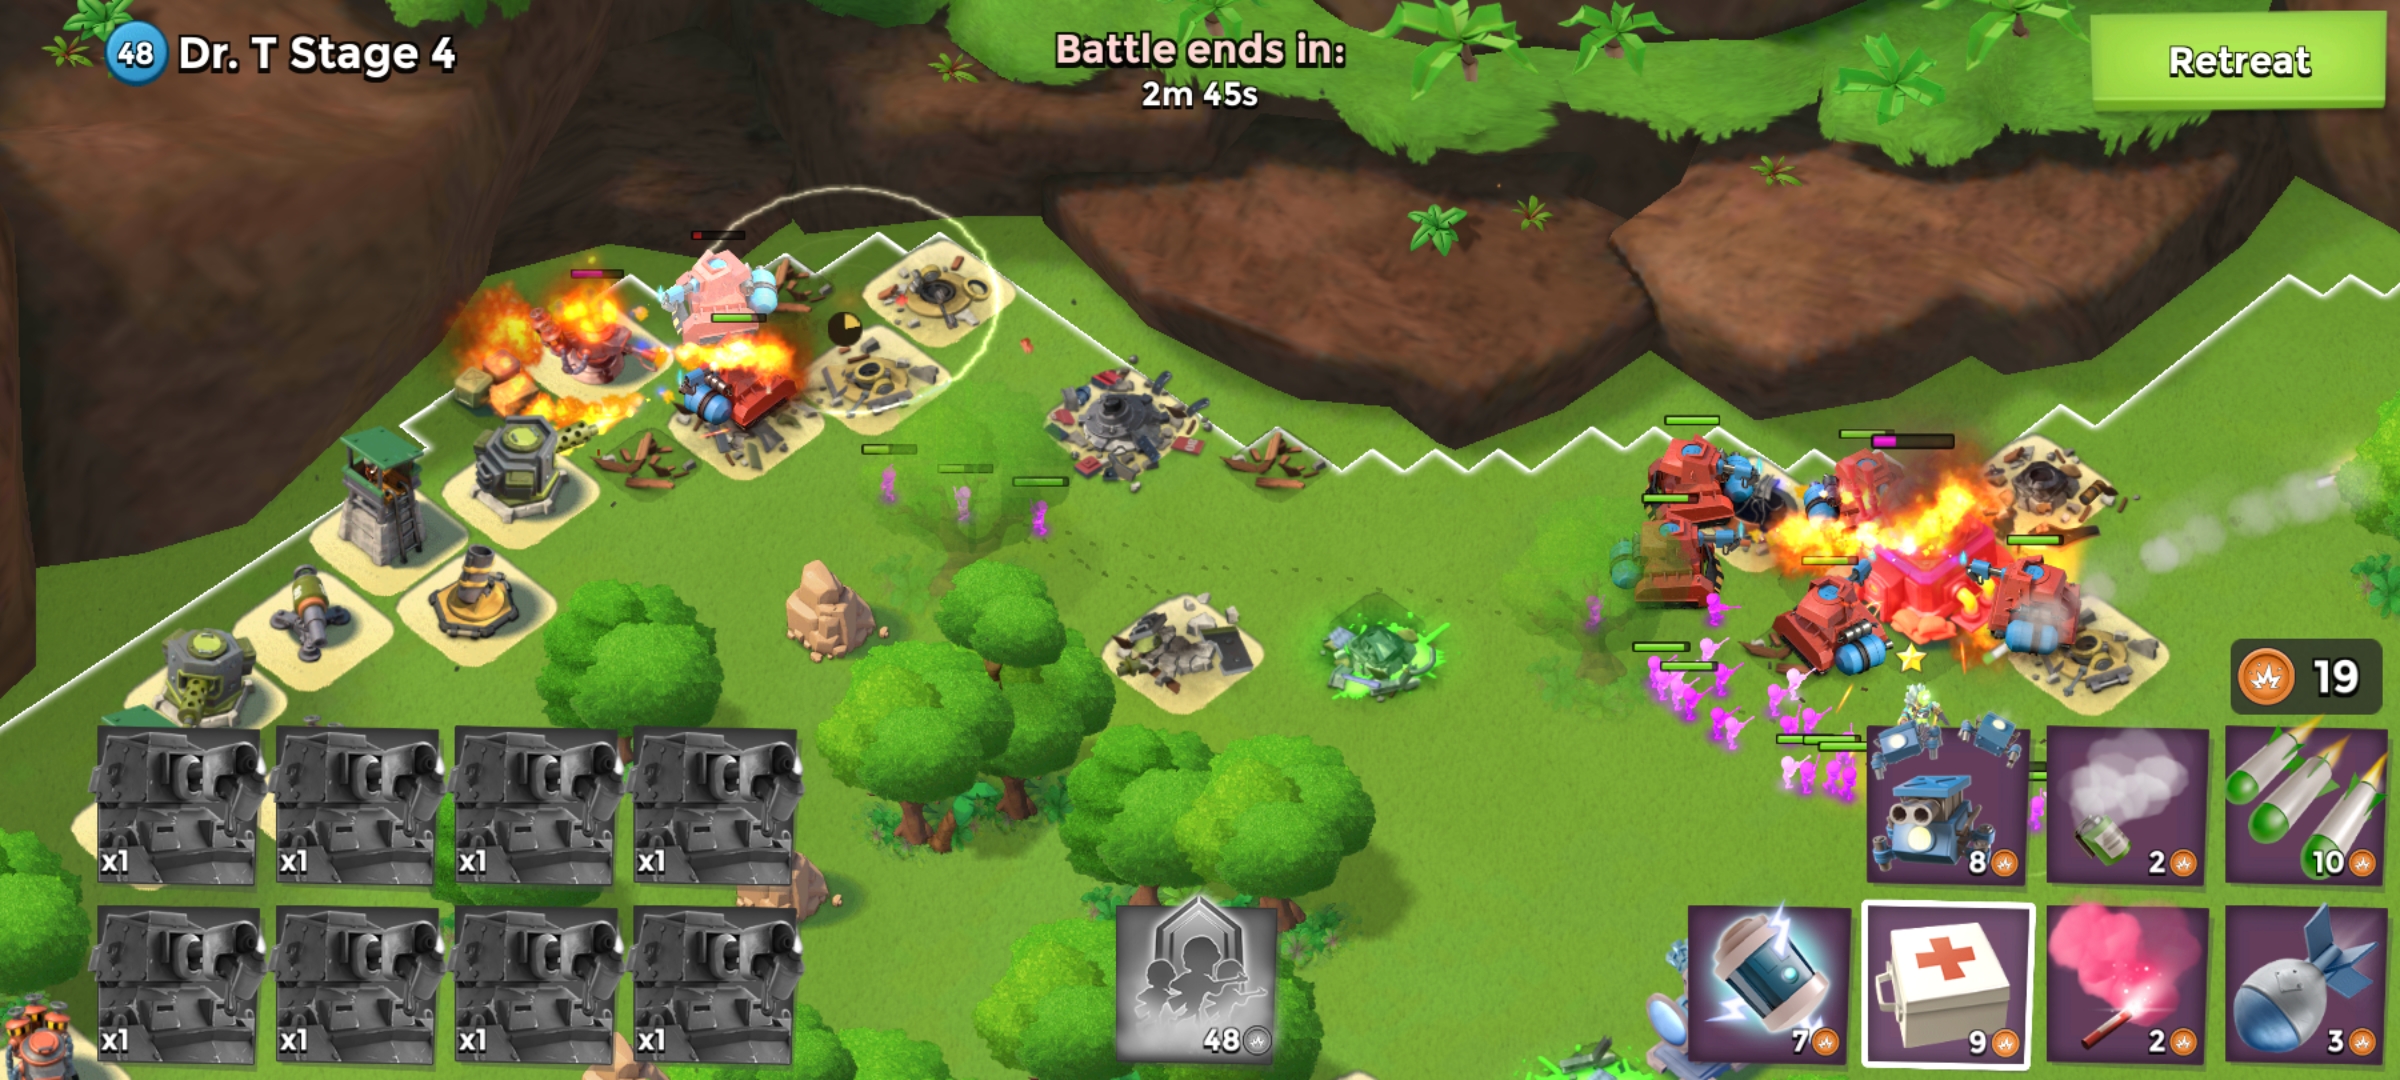 48 Dr. T Stage 4
Battle ends in:
2m 45s
Retreat
19
x1 x1 x1 x1
8 2 10
x1 x1 x1 x1
48
7 9 2 3